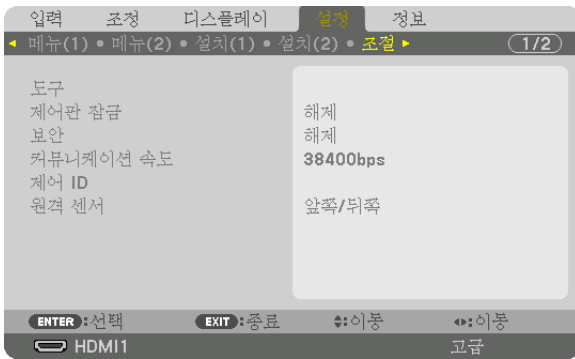 입력 조정 디스플레이 설정 정보
◀ 메뉴(1) ● 메뉴(2) ● 설치(1) ● 설치(2) ● 조절 ▶ 1/2
도구
제어판 잠금 해제
보안 해제
커뮤니케이션 속도 38400bps
제어 ID
원격 센서 앞쪽/뒤쪽
ENTER :선택 EXIT :종료 :이동 :이동
HDMI1 고급